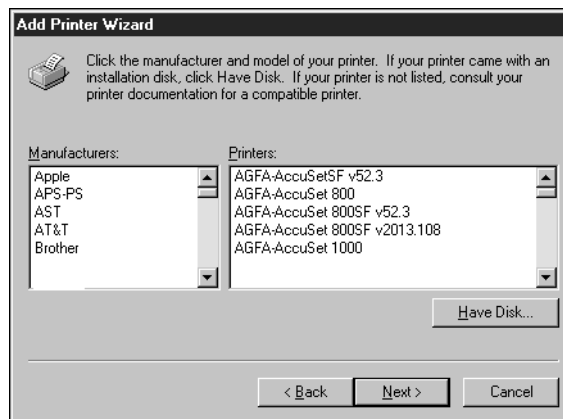 Add Printer Wizard
Click the manufacturer and model of your printer. If your printer came with an
installation disk, click Have Disk. If your printer is not listed, consult your
printer documentation for a compatible printer.
Manufacturers:
Apple
APS-PS
AST
AT&T
Brother
Printers:
AGFA-AccuSetSF v52.3
AGFA-AccuSet 800
AGFA-AccuSet 800SF v52.3
AGFA-AccuSet 800SF v2013.108
AGFA-AccuSet 1000
Have Disk...
< Back
Next >
Cancel